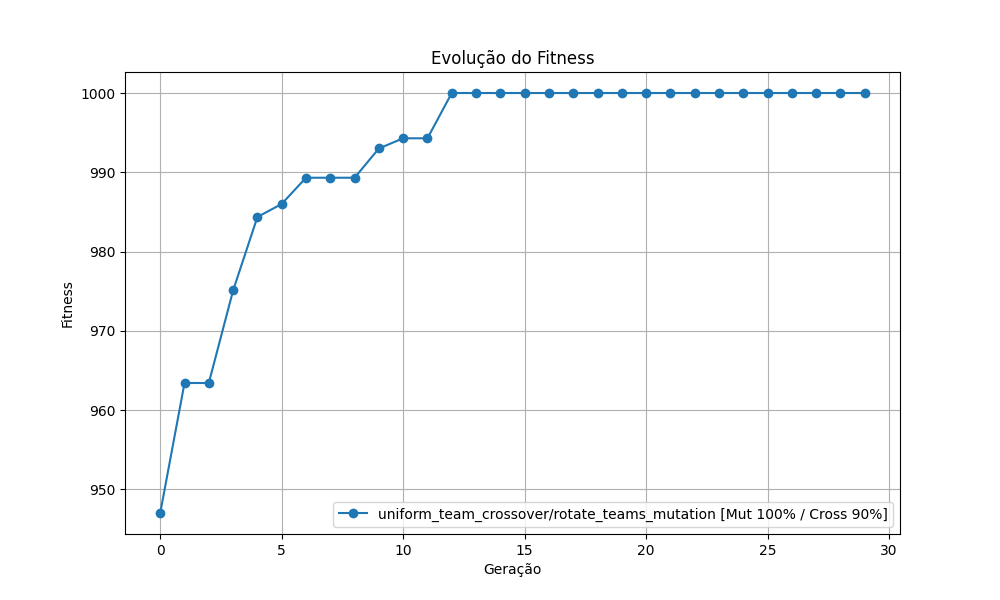 Evolução do Fitness
Fitness
1000
990
980
970
960
950
0 5 10 15 20 25 30
Geração
uniform_team_crossover/rotate_teams_mutation [Mut 100% / Cross 90%]